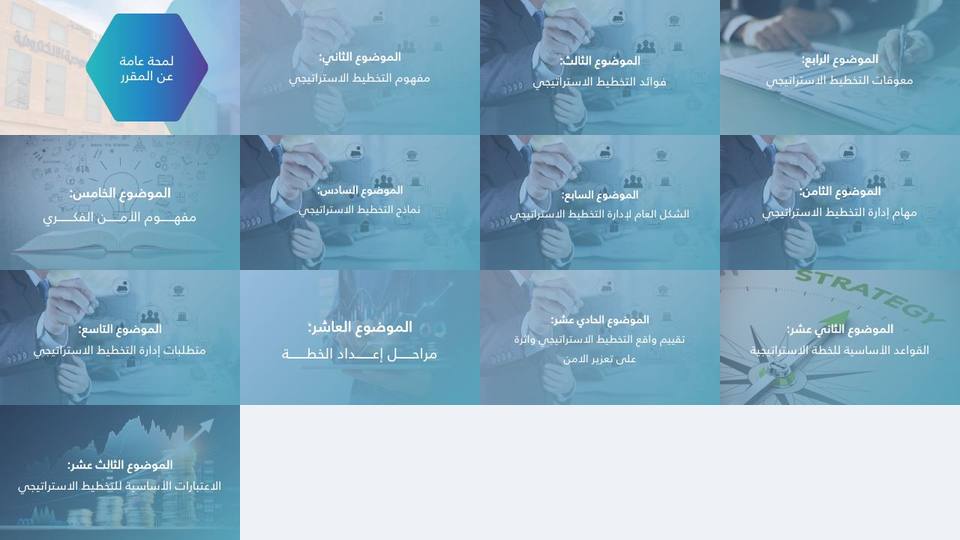 لمحة عامة
عن المقرر
الموضوع الثاني:
مفهوم التخطيط الاستراتيجي
الموضوع الثالث:
فوائد التخطيط الاستراتيجي
الموضوع الرابع:
معوقات التخطيط الاستراتيجي
الموضوع الخامس:
مفهـــوم الأمـــن الفكـــري
الموضوع السادس:
نماذج التخطيط الاستراتيجي
الموضوع السابع:
الشكل العام لإدارة التخطيط الاستراتيجي
الموضوع الثامن:
مهام إدارة التخطيط الاستراتيجي
الموضوع التاسع:
متطلبات إدارة التخطيط الاستراتيجي
الموضوع العاشر:
مراحـــل إعـــداد الخطـــة
الموضوع الحادي عشر:
تقييم واقع التخطيط الاستراتيجي واثرة
على تعزيز الامن
STRATEGY
الموضوع الثاني عشر:
القواعد الأساسية للخطة الاستراتيجية
الموضوع الثالث عشر:
الاعتبارات الأساسية للتخطيط الاستراتيجي